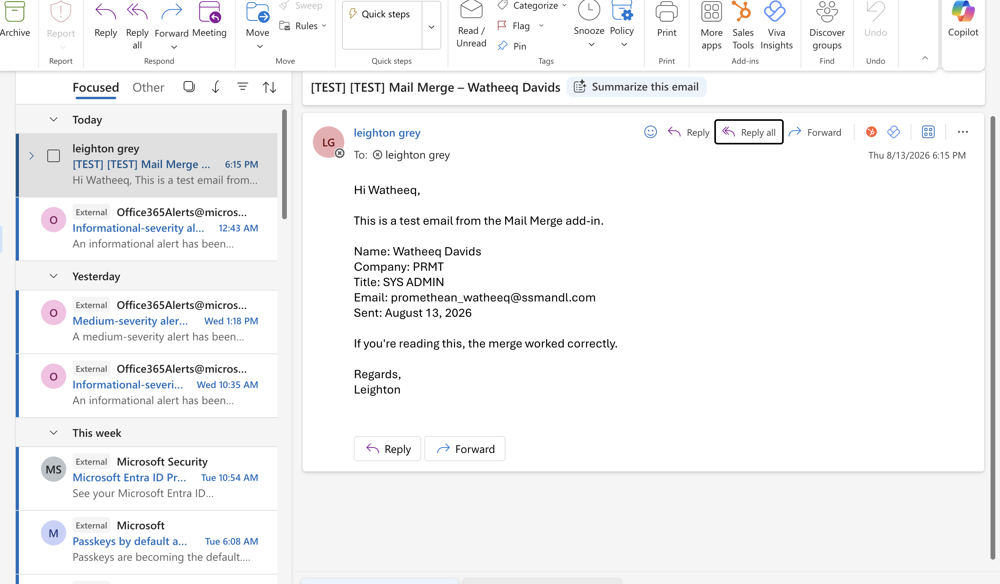 Archive
Report
Report
Reply
Reply all
Forward
Meeting
Respond
Move
Sweep
Rules
Move
Quick steps
Quick steps
Read / Unread
Categorize
Flag
Pin
Snooze
Policy
Tags
Print
Print
More apps
Sales Tools
Viva Insights
Add-ins
Discover groups
Find
Undo
Undo
Copilot
Focused
Other
Today
leighton grey
[TEST] [TEST] Mail Merge ... 6:15 PM
Hi Watheeq, This is a test email from...
O
External Office365Alerts@micros...
Informational-severity al... 12:43 AM
An informational alert has been...
Yesterday
O
External Office365Alerts@micros...
Medium-severity aler... Wed 1:18 PM
A medium-severity alert has been...
O
External Office365Alerts@micros...
Informational-severi... Wed 10:35 AM
An informational alert has been...
This week
MS
External Microsoft Security
Microsoft Entra ID Pr... Tue 10:54 AM
See your Microsoft Entra ID...
M
External Microsoft
Passkeys by default a... Tue 6:08 AM
Passkeys are becoming the default....
[TEST] [TEST] Mail Merge – Watheeq Davids
Summarize this email
LG
leighton grey
Reply
Reply all
Forward
To: leighton grey
Thu 8/13/2026 6:15 PM
Hi Watheeq,
This is a test email from the Mail Merge add-in.
Name: Watheeq Davids
Company: PRMT
Title: SYS ADMIN
Email: promethean_watheeq@ssmandl.com
Sent: August 13, 2026
If you're reading this, the merge worked correctly.
Regards,
Leighton
Reply
Forward